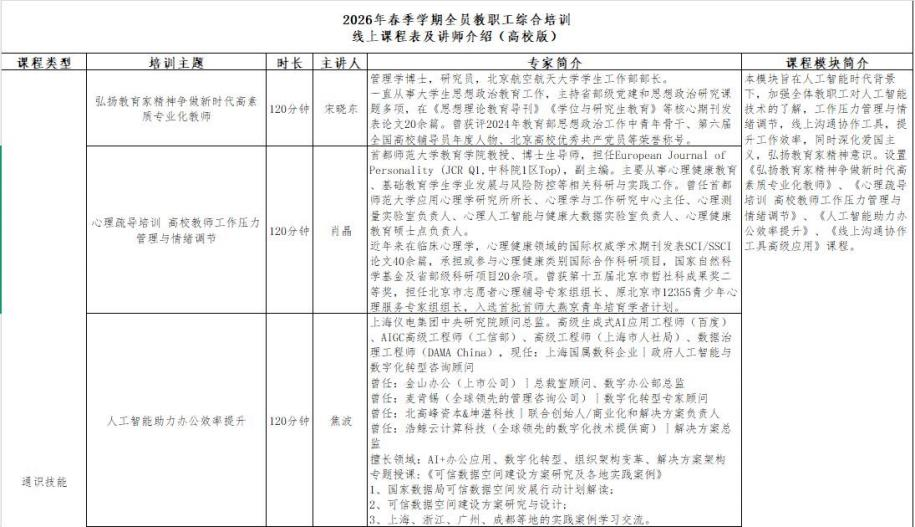 2026年春季学期全员教职工综合培训
线上课程表及讲师介绍（高校版）
课程类型
培训主题
时长
主讲人
专家简介
课程模块简介
通识技能
弘扬教育家精神争做新时代高素
质专业化教师
120分钟
宋晓东
管理学博士，研究员，北京航空航天大学学生工作部部长。
一直从事大学生思想政治教育工作，主持省部级党建和思想政治研究课
题多项，在《思想理论教育导刊》《学位与研究生教育》等核心期刊发
表论文20余篇。曾获评2024年教育部思想政治工作中青年骨干、第六届
全国高校辅导员年度人物、北京高校优秀共产党员等荣誉称号。
心理疏导培训 高校教师工作压力
管理与情绪调节
120分钟
肖晶
首都师范大学教育学院教授、博士生导师，担任European Journal of
Personality（JCR Q1,中科院1区Top），副主编。主要从事心理健康教育
、基础教育学生学业发展与风险防控等相关科研与实践工作。曾任首都
师范大学应用心理学研究所所长、心理学与工作研究中心主任、心理测
量实验室负责人、心理人工智能与健康大数据实验室负责人、心理健康
教育硕士点负责人。
近年来在临床心理学，心理健康领域的国际权威学术期刊发表SCI/SSCI
论文40余篇，承担或参与心理健康类别国际合作科研项目，国家自然科
学基金及省部级科研项目20余项。曾获第十五届北京市哲社科成果奖二
等奖，担任北京市志愿者心理辅导专家组组长、原北京市12355青少年心
理服务专家组组长，入选首批首师大燕京青年培育学者计划。
人工智能助力办公效率提升
120分钟
焦波
上海仪电集团中央研究院顾问总监。高级生成式AI应用工程师（百度）
、AIGC高级工程师（工信部）、高级工程师（上海市人社局）、数据治
理工程师（DAMA China），现任：上海国属数科企业｜政府人工智能与
数字化转型咨询顾问
曾任：金山办公（上市公司）｜总裁室顾问、数字办公部总监
曾任：麦肯锡（全球领先的管理咨询公司）｜数字化转型专家顾问
曾任：北高峰资本&坤湛科技｜联合创始人/商业化和解决方案负责人
曾任：浩鲸云计算科技（全球领先的数字化技术提供商）｜解决方案总
监
擅长领域：AI+办公应用、数字化转型、组织架构变革、解决方案架构
专题授课:《可信数据空间建设方案研究及各地实践案例》
1、国家数据局可信数据空间发展行动计划解读；
2、可信数据空间建设方案研究与设计；
3、上海、浙江、广州、成都等地的实践案例学习交流。
本模块旨在人工智能时代背景
下，加强全体教职工对人工智能
技术的了解，工作压力管理与情
绪调节，线上沟通协作工具，提
升工作效率，同时深化爱国主
义，弘扬教育家精神意识。设置
《弘扬教育家精神争做新时代高
素质专业化教师》、《心理疏导
培训 高校教师工作压力管理与
情绪调节》、《人工智能助力办
公效率提升》、《线上沟通协作
工具高级应用》课程。